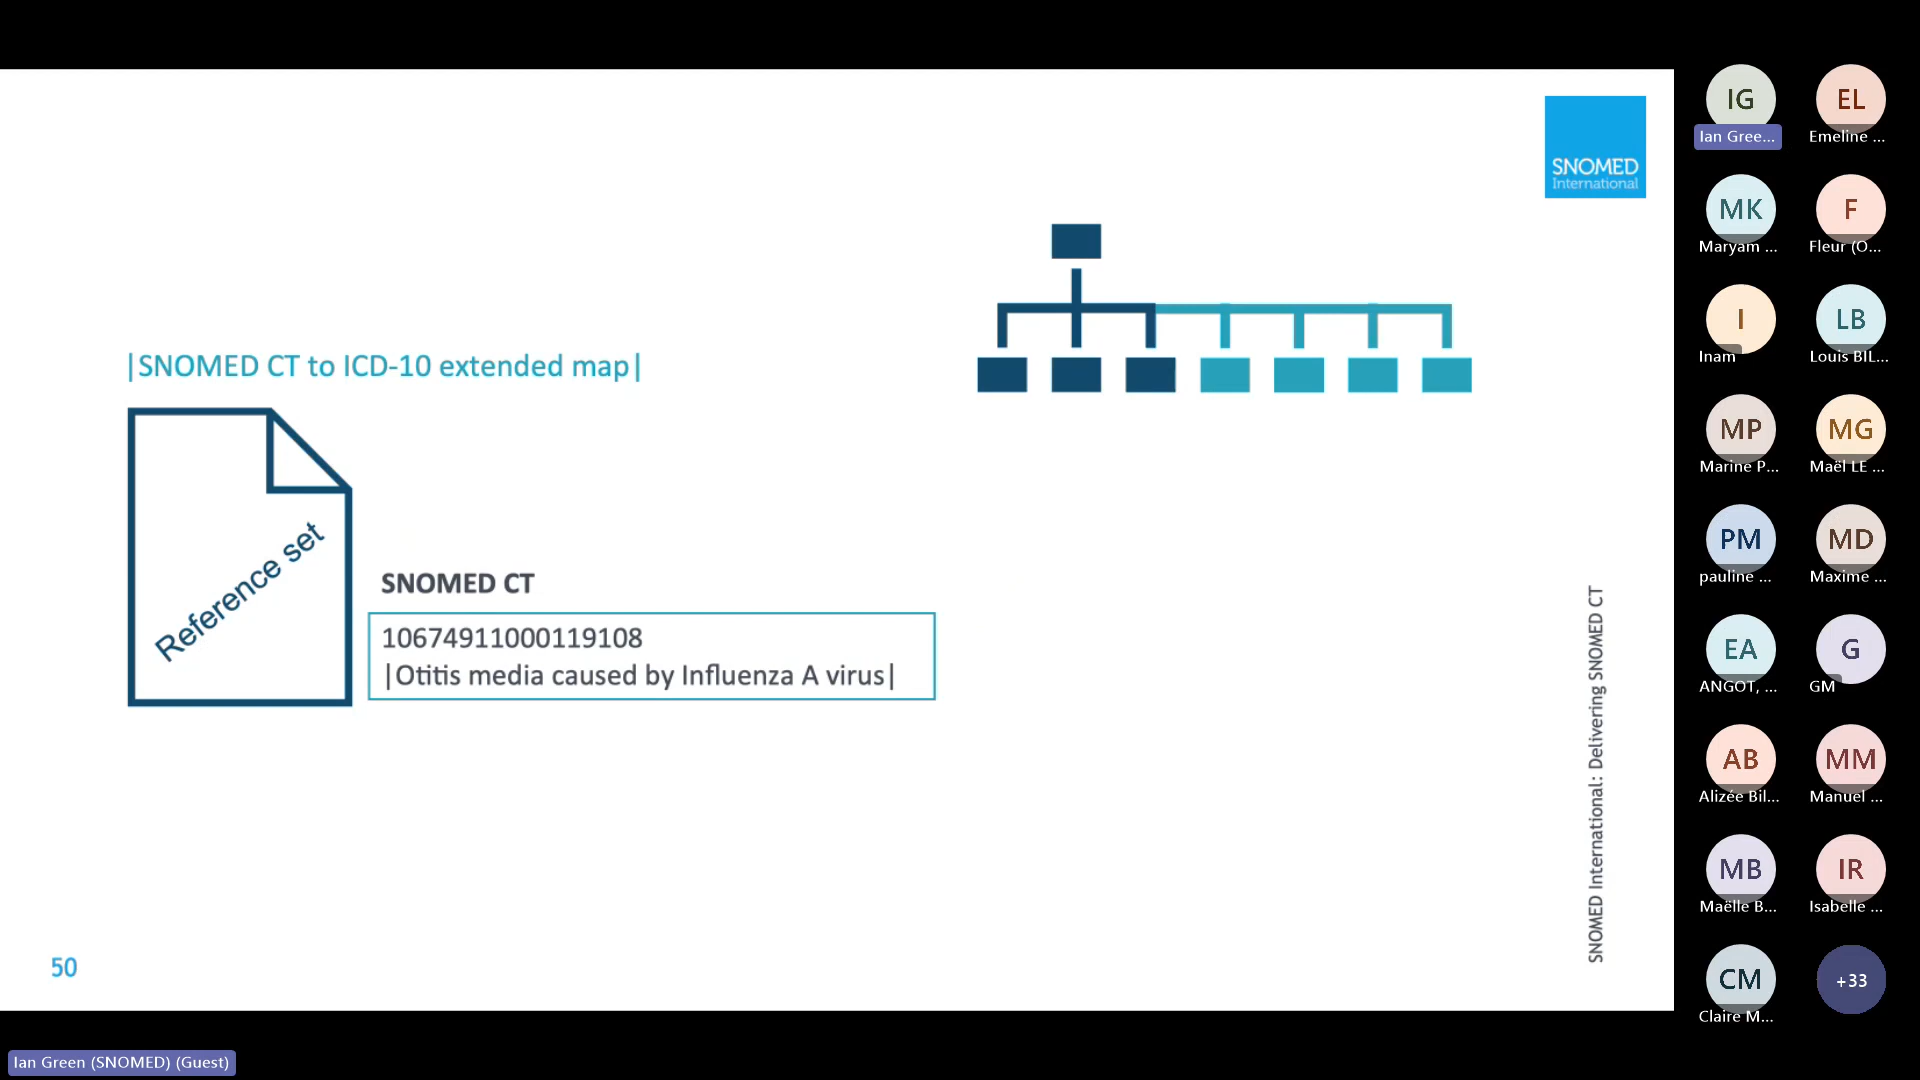 SNOMED
International
|SNOMED CT to ICD-10 extended map|
Reference set
SNOMED CT
10674911000119108
|Otitis media caused by Influenza A virus|
SNOMED International: Delivering SNOMED CT
50
IG
Ian Gree...
EL
Emeline ...
MK
Maryam ...
F
Fleur (O...
I
Inam
LB
Louis BIL...
MP
Marine P...
MG
Maël LE ...
PM
pauline ...
MD
Maxime ...
EA
ANGOT, ...
G
GM
AB
Alizée Bil...
MM
Manuel ...
MB
Maëlle B...
IR
Isabelle ...
CM
Claire M...
+33
Ian Green (SNOMED) (Guest)